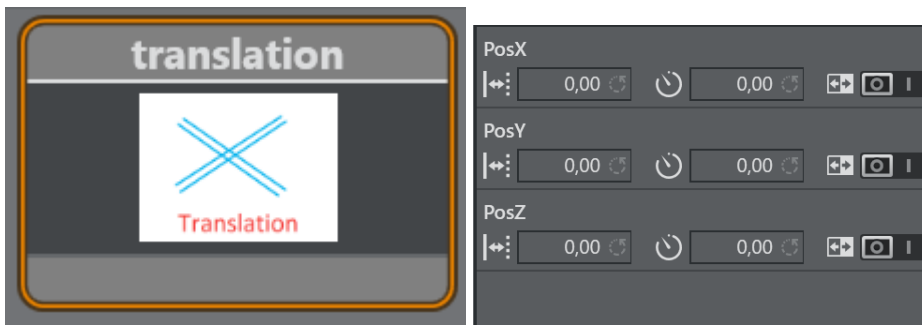 translation
Translation
PosX
0,00 0,00
PosY
0,00 0,00
PosZ
0,00 0,00